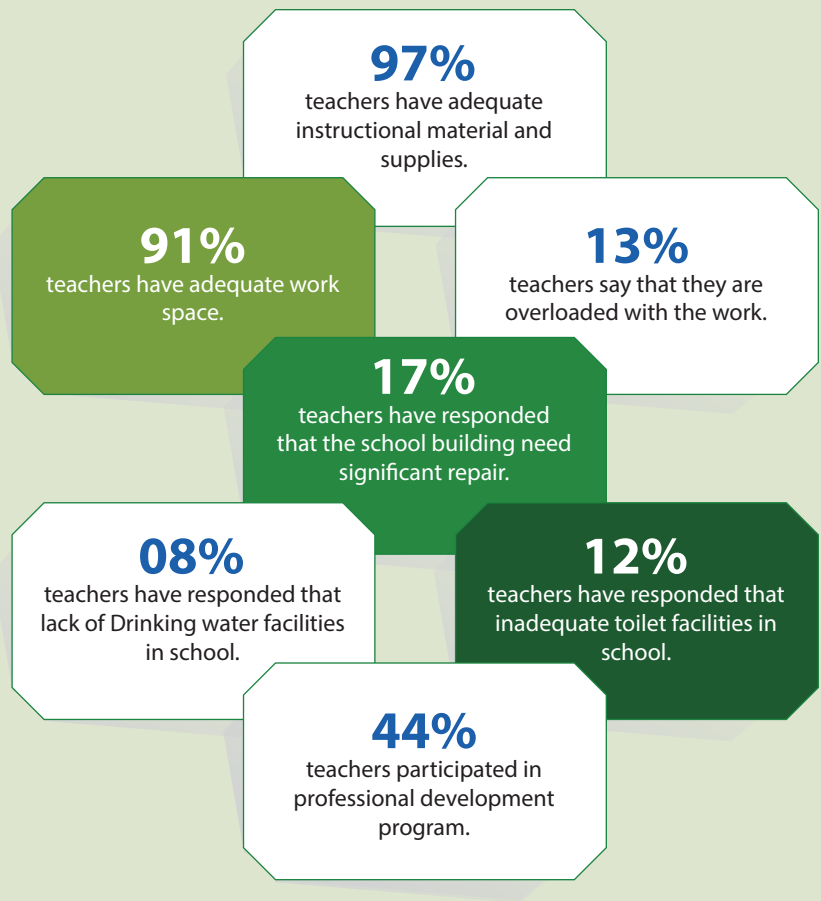 97%
teachers have adequate
instructional material and
supplies.
91%
teachers have adequate work
space.
13%
teachers say that they are
overloaded with the work.
17%
teachers have responded
that the school building need
significant repair.
08%
teachers have responded that
lack of Drinking water facilities
in school.
12%
teachers have responded that
inadequate toilet facilities in
school.
44%
teachers participated in
professional development
program.